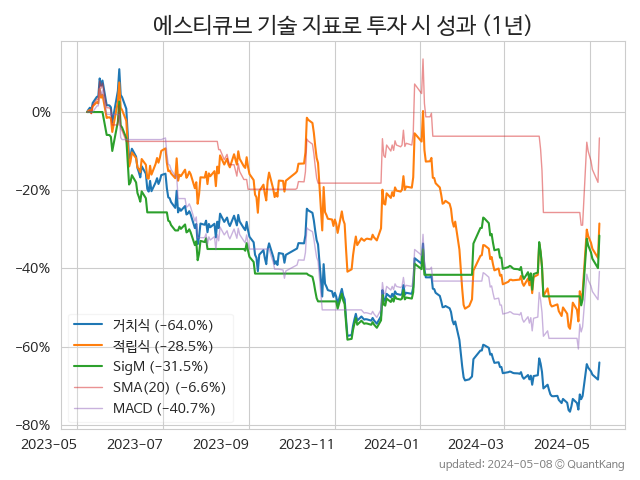 에스티큐브 기술 지표로 투자 시 성과 (1년)
0%
−20%
−40%
−60%
−80%
거치식 (−64.0%)
적립식 (−28.5%)
SigM (−31.5%)
SMA(20) (−6.6%)
MACD (−40.7%)
2023−05 2023−07 2023−09 2023−11 2024−01 2024−03 2024−05
updated: 2024−05−08 © QuantKang